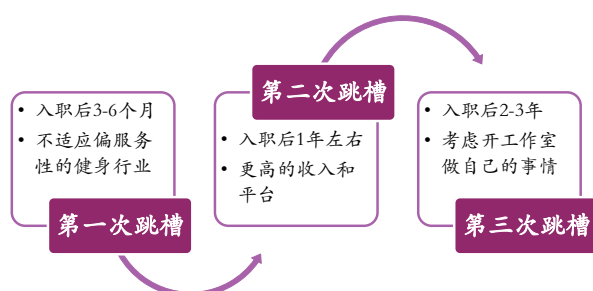 • 入职后3-6个月
• 不适应偏服务
性的健身行业
第一次跳槽
第二次跳槽
• 入职后1年左右
• 更高的收入和
平台
• 入职后2-3年
• 考虑开工作室
做自己的事情
第三次跳槽